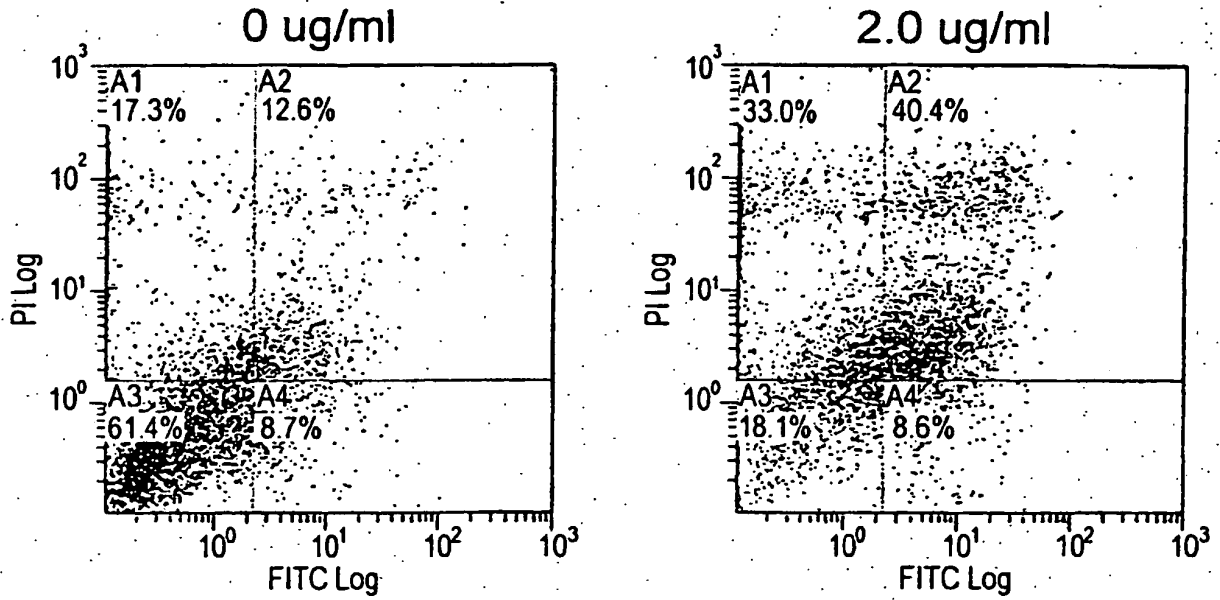 0 ug/ml
10³
A1
17.3%
A2
12.6%
10²
10¹
10⁰
A3
61.4%
A4
8.7%
PI Log
10⁰ 10¹ 10² 10³
FITC Log
2.0 ug/ml
10³
A1
33.0%
A2
40.4%
10²
10¹
10⁰
A3
18.1%
A4
8.6%
PI Log
10⁰ 10¹ 10² 10³
FITC Log